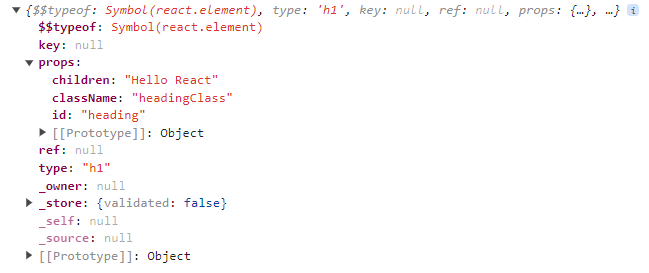 ▼ {$$typeof: Symbol(react.element), type: 'h1', key: null, ref: null, props: {…}, …} i
$$typeof: Symbol(react.element)
key: null
▼ props:
children: "Hello React"
className: "headingClass"
id: "heading"
▶ [[Prototype]]: Object
ref: null
type: "h1"
_owner: null
▶ _store: {validated: false}
_self: null
_source: null
▶ [[Prototype]]: Object